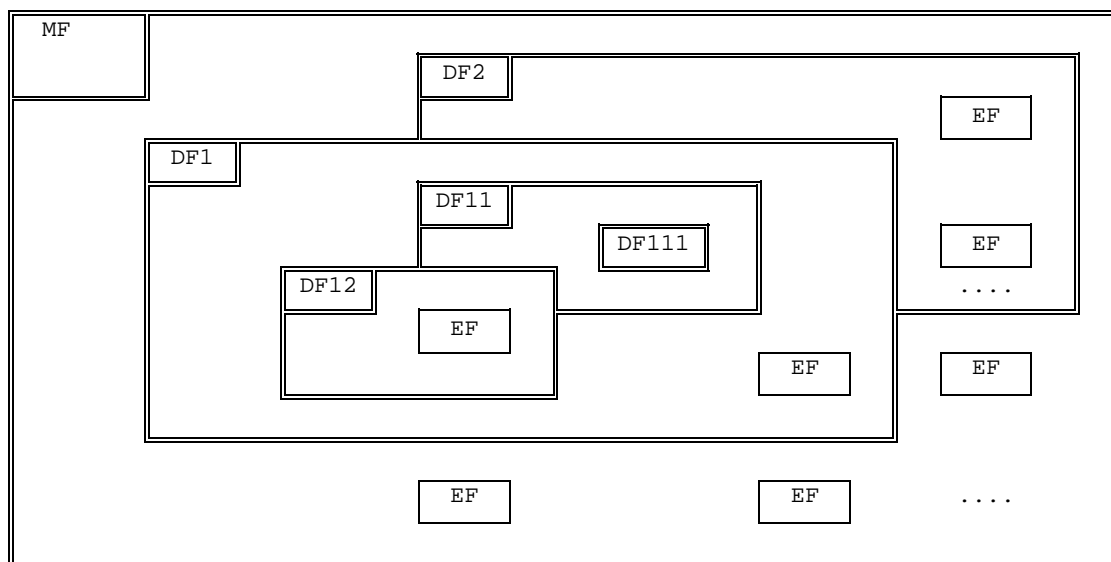 MF
DF2
EF
DF1
DF11
DF111
EF
DF12
....
EF
EF
EF
EF
EF
....